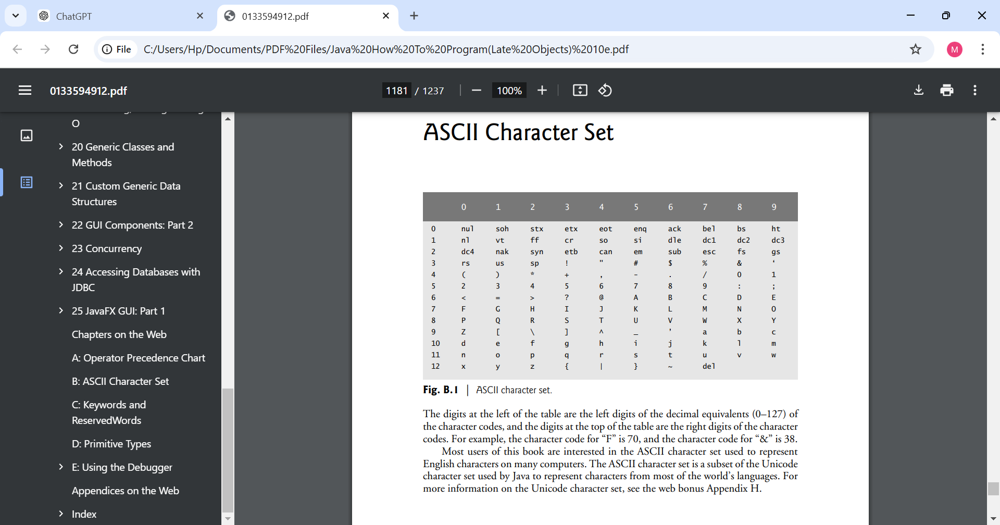 ChatGPT
0133594912.pdf
File C:/Users/Hp/Documents/PDF%20Files/Java%20How%20To%20Program(Late%20Objects)%2010e.pdf
M
0133594912.pdf
1181 / 1237
100%
O
20 Generic Classes and
Methods
21 Custom Generic Data
Structures
22 GUI Components: Part 2
23 Concurrency
24 Accessing Databases with
JDBC
25 JavaFX GUI: Part 1
Chapters on the Web
A: Operator Precedence Chart
B: ASCII Character Set
C: Keywords and
ReservedWords
D: Primitive Types
E: Using the Debugger
Appendices on the Web
Index
ASCII Character Set
0 1 2 3 4 5 6 7 8 9
0 nul soh stx etx eot enq ack bel bs ht
1 nl vt ff cr so si dle dc1 dc2 dc3
2 dc4 nak syn etb can em sub esc fs gs
3 rs us sp ! " # $ % & ‘
4 ( ) * + , - . / 0 1
5 2 3 4 5 6 7 8 9 : ;
6 < = > ? @ A B C D E
7 F G H I J K L M N O
8 P Q R S T U V W X Y
9 Z [ \ ] ^ _ ’ a b c
10 d e f g h i j k l m
11 n o p q r s t u v w
12 x y z { | } ~ del
Fig. B.1 | ASCII character set.
The digits at the left of the table are the left digits of the decimal equivalents (0–127) of
the character codes, and the digits at the top of the table are the right digits of the character
codes. For example, the character code for “F” is 70, and the character code for “&” is 38.
Most users of this book are interested in the ASCII character set used to represent
English characters on many computers. The ASCII character set is a subset of the Unicode
character set used by Java to represent characters from most of the world’s languages. For
more information on the Unicode character set, see the web bonus Appendix H.